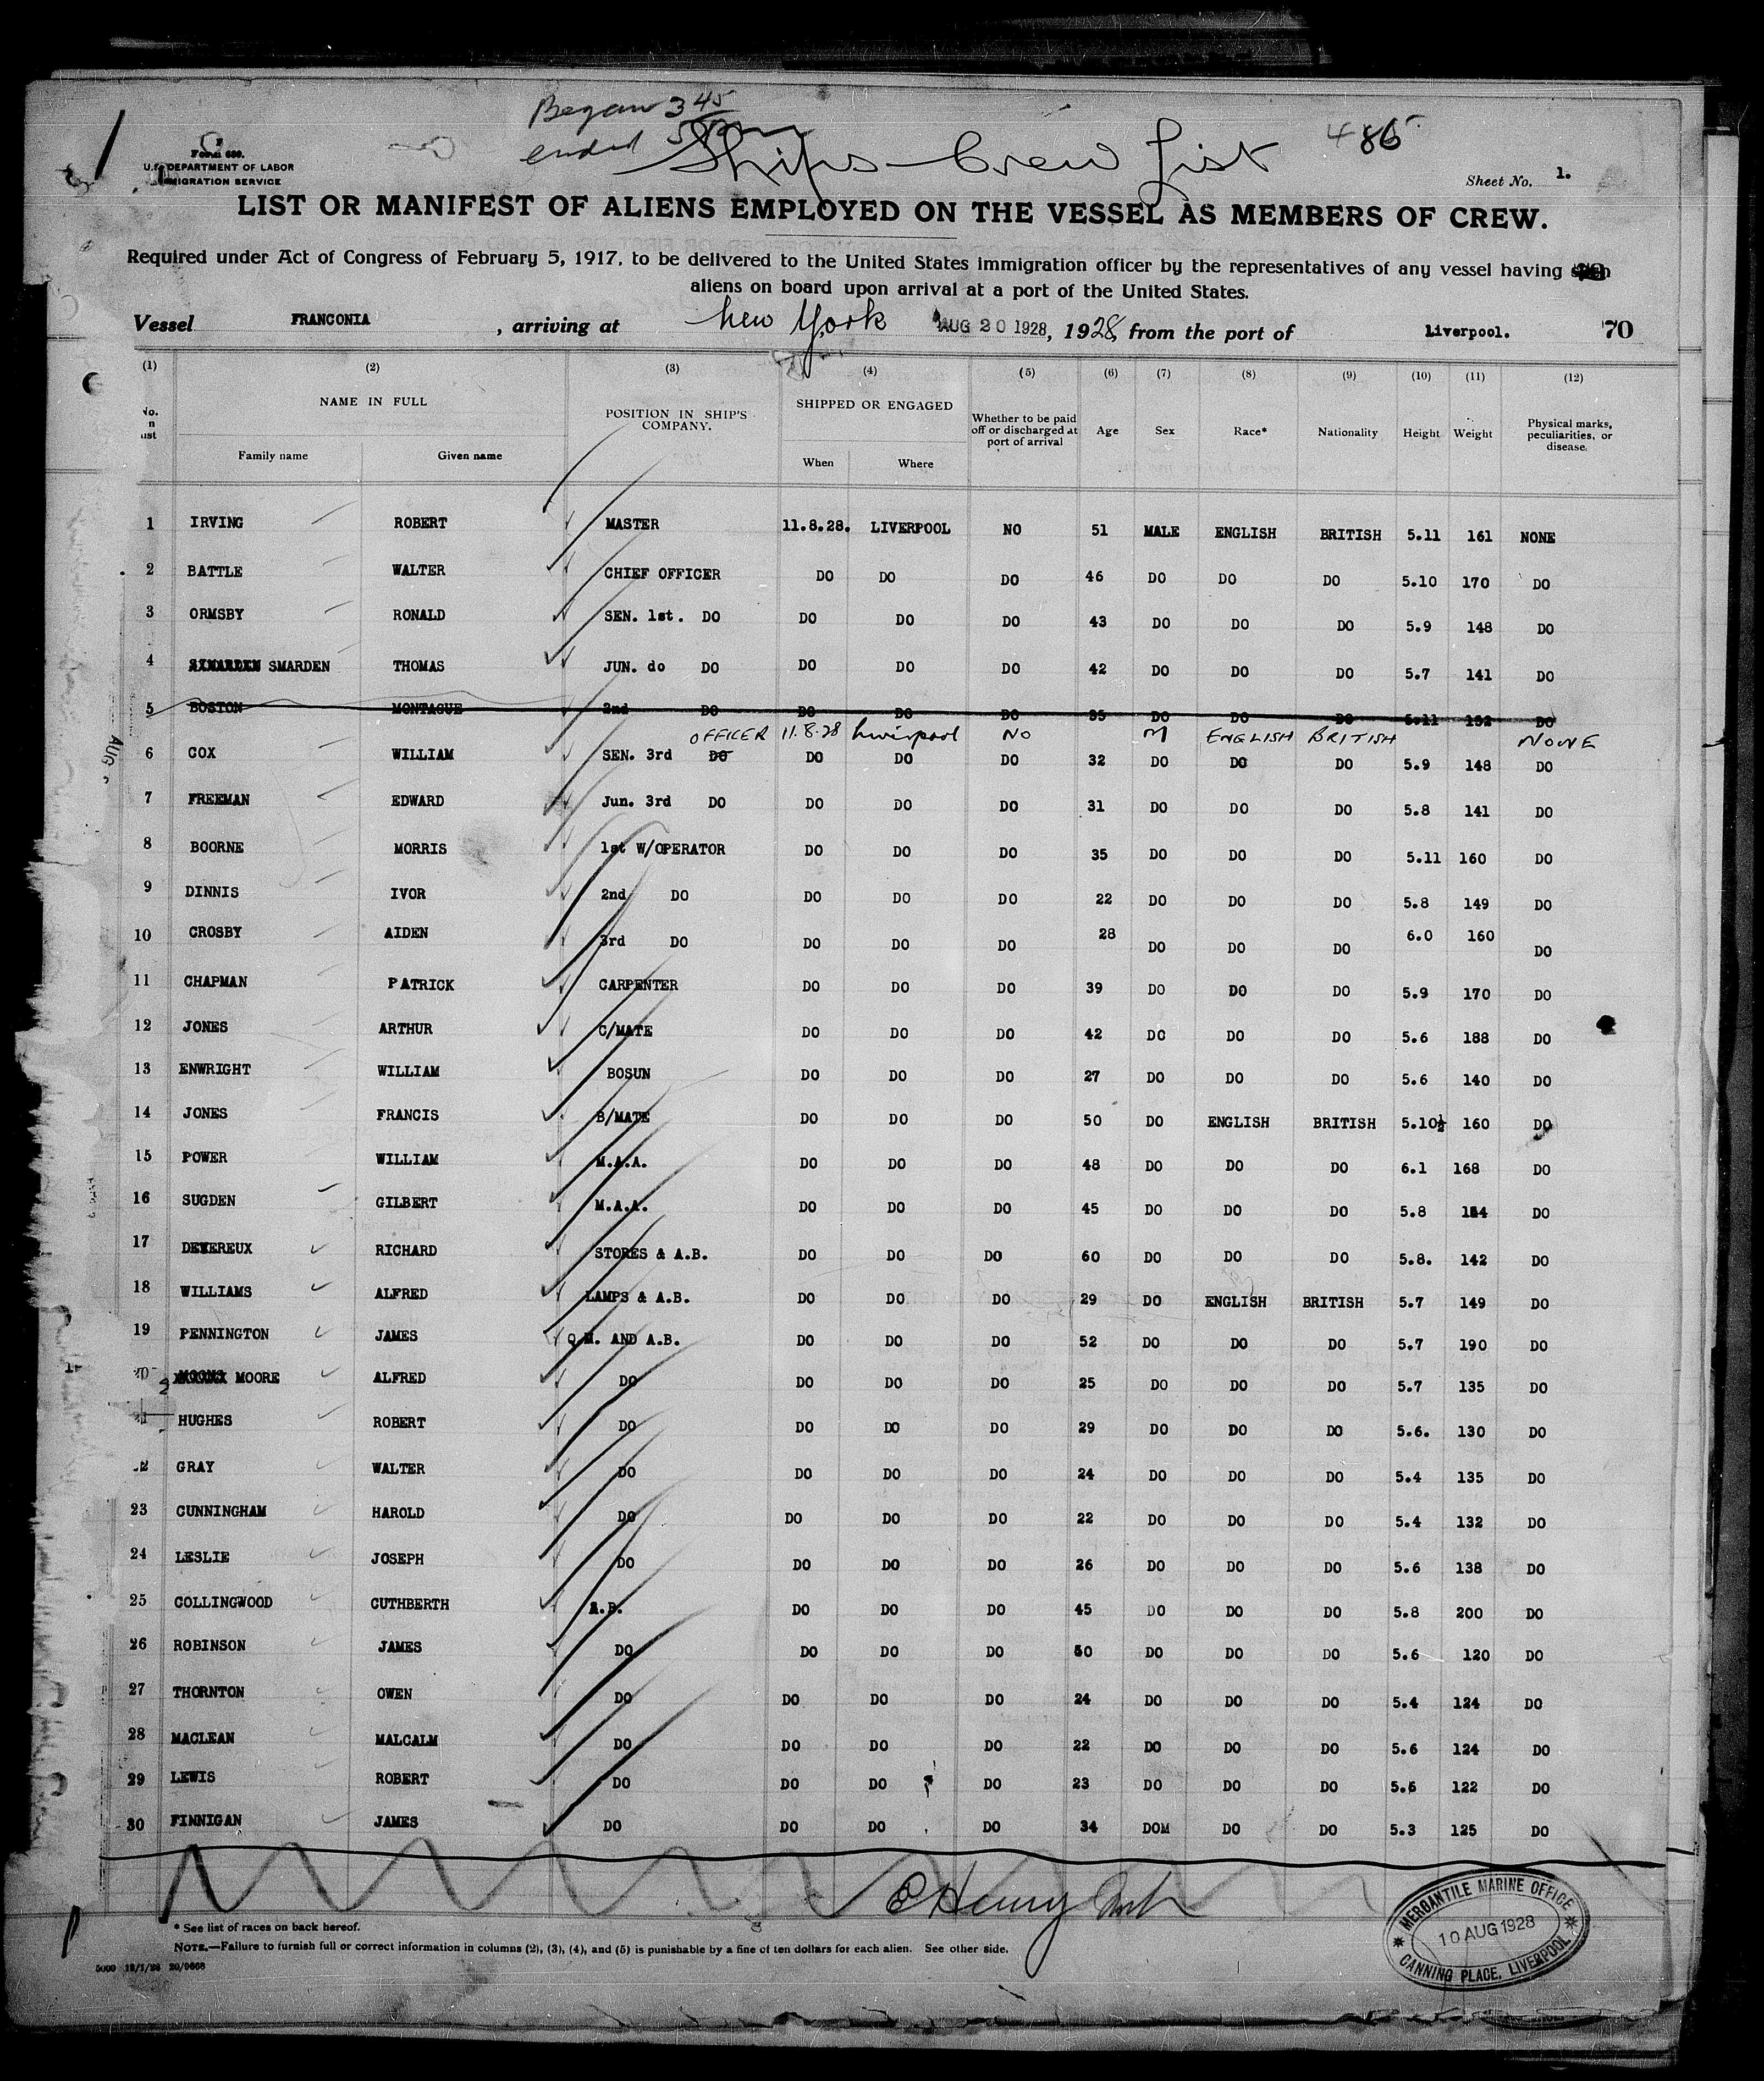 Began 3 45
ended 5
Ships Crew List
486
Form 680.
U.S. DEPARTMENT OF LABOR
IMMIGRATION SERVICE
Sheet No. 1.
LIST OR MANIFEST OF ALIENS EMPLOYED ON THE VESSEL AS MEMBERS OF CREW.
Required under Act of Congress of February 5, 1917, to be delivered to the United States immigration officer by the representatives of any vessel having such
aliens on board upon arrival at a port of the United States.
Vessel FRANCONIA, arriving at New York AUG 20 1928, 1928, from the port of Liverpool. 70
(1) (2) (3) (4) (5) (6) (7) (8) (9) (10) (11) (12)
No. NAME IN FULL POSITION IN SHIP'S COMPANY. SHIPPED OR ENGAGED Whether to be paid off or discharged at port of arrival Age Sex Race* Nationality Height Weight Physical marks, peculiarities, or disease.
Family name Given name When Where
1 IRVING ROBERT MASTER 11.8.28. LIVERPOOL NO 51 MALE ENGLISH BRITISH 5.11 161 NONE
2 BATTLE WALTER CHIEF OFFICER DO DO DO 46 DO DO DO 5.10 170 DO
3 ORMSBY RONALD SEN. 1st. DO DO DO DO 43 DO DO DO 5.9 148 DO
4 SMARDEN THOMAS JUN. do DO DO DO DO 42 DO DO DO 5.7 141 DO
5 BOSTON MONTAGUE 2nd DO DO DO DO 35 DO DO DO 5.11 DO
OFFICER 11.8.28 Liverpool NO M ENGLISH BRITISH NONE
6 COX WILLIAM SEN. 3rd DO DO DO DO 32 DO DO DO 5.9 148 DO
7 FREEMAN EDWARD Jun. 3rd DO DO DO DO 31 DO DO DO 5.8 141 DO
8 BOORNE MORRIS 1st W/OPERATOR DO DO DO 35 DO DO DO 5.11 160 DO
9 DINNIS IVOR 2nd DO DO DO DO 22 DO DO DO 5.8 149 DO
10 CROSBY AIDEN 3rd DO DO DO DO 28 DO DO DO 6.0 160 DO
11 CHAPMAN PATRICK CARPENTER DO DO DO 39 DO DO DO 5.9 170 DO
12 JONES ARTHUR C/MATE DO DO DO 42 DO DO DO 5.6 188 DO
13 ENWRIGHT WILLIAM BOSUN DO DO DO 27 DO DO DO 5.6 140 DO
14 JONES FRANCIS B/MATE DO DO DO 50 DO ENGLISH BRITISH 5.10½ 160 DO
15 POWER WILLIAM M.A.A. DO DO DO 48 DO DO DO 6.1 168 DO
16 SUGDEN GILBERT M.A.A. DO DO DO 45 DO DO DO 5.8 DO
17 DEVEREUX RICHARD STORES & A.B. DO DO DO 60 DO DO DO 5.8. 142 DO
18 WILLIAMS ALFRED LAMPS & A.B. DO DO DO 29 DO ENGLISH BRITISH 5.7 149 DO
19 PENNINGTON JAMES Q.M. AND A.B. DO DO DO 52 DO DO DO 5.7 190 DO
20 MOORE ALFRED DO DO DO DO 25 DO DO DO 5.7 135 DO
HUGHES ROBERT DO DO DO DO 29 DO DO DO 5.6. 130 DO
2 GRAY WALTER DO DO DO DO 24 DO DO DO 5.4 135 DO
23 CUNNINGHAM HAROLD DO DO DO DO 22 DO DO DO 5.4 132 DO
24 LESLIE JOSEPH DO DO DO DO 26 DO DO DO 5.6 138 DO
25 COLLINGWOOD CUTHBERTH A.B. DO DO DO 45 DO DO DO 5.8 200 DO
26 ROBINSON JAMES DO DO DO DO 50 DO DO DO 5.6 120 DO
27 THORNTON OWEN DO DO DO DO 24 DO DO DO 5.4 124 DO
28 MACLEAN MALCALM DO DO DO DO 22 DO DO DO 5.6 124 DO
29 LEWIS ROBERT DO DO DO DO 23 DO DO DO 5.6 122 DO
30 FINNIGAN JAMES DO DO DO DO 34 DOM DO DO 5.3 125 DO
E Henry
* See list of races on back hereof.
NOTE.—Failure to furnish full or correct information in columns (2), (3), (4), and (5) is punishable by a fine of ten dollars for each alien. See other side.
MERCANTILE MARINE OFFICE
10 AUG 1928
CANNING PLACE, LIVERPOOL